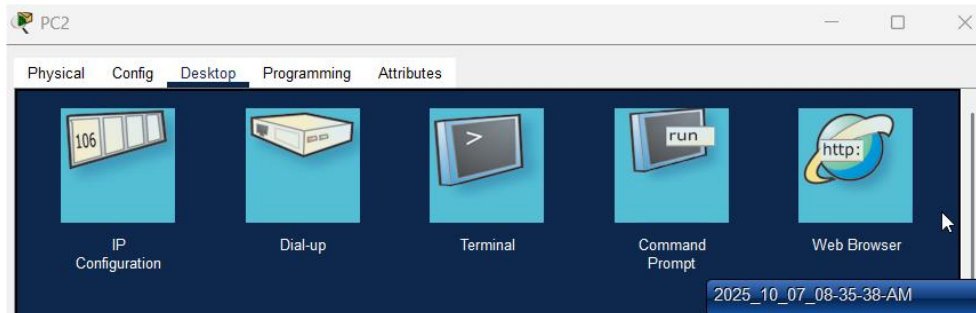 PC2
Physical Config Desktop Programming Attributes
106
>
run
http:
IP
Configuration
Dial-up
Terminal
Command
Prompt
Web Browser
2025_10_07_08-35-38-AM